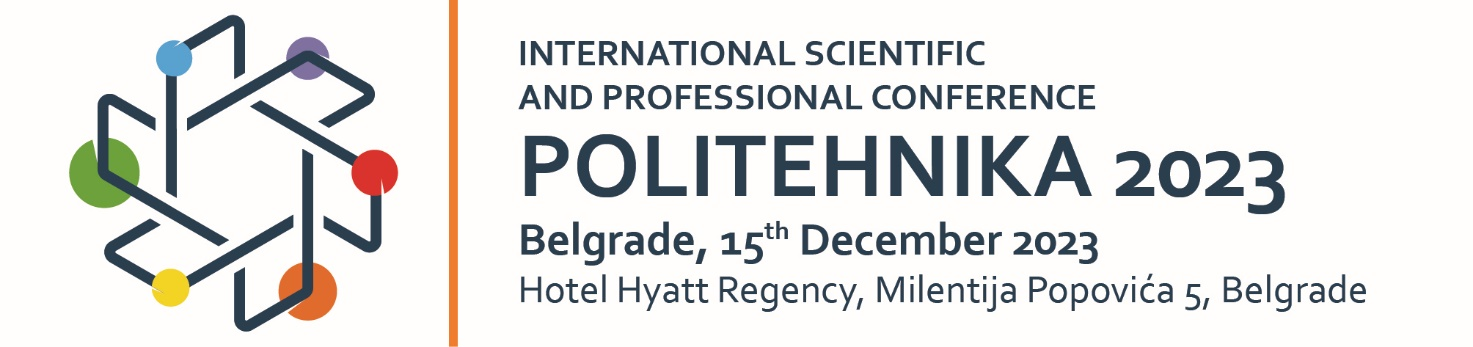 INTERNATIONAL SCIENTIFIC
AND PROFESSIONAL CONFERENCE
POLITEHNIKA 2023
Belgrade, 15th December 2023
Hotel Hyatt Regency, Milentija Popovića 5, Belgrade